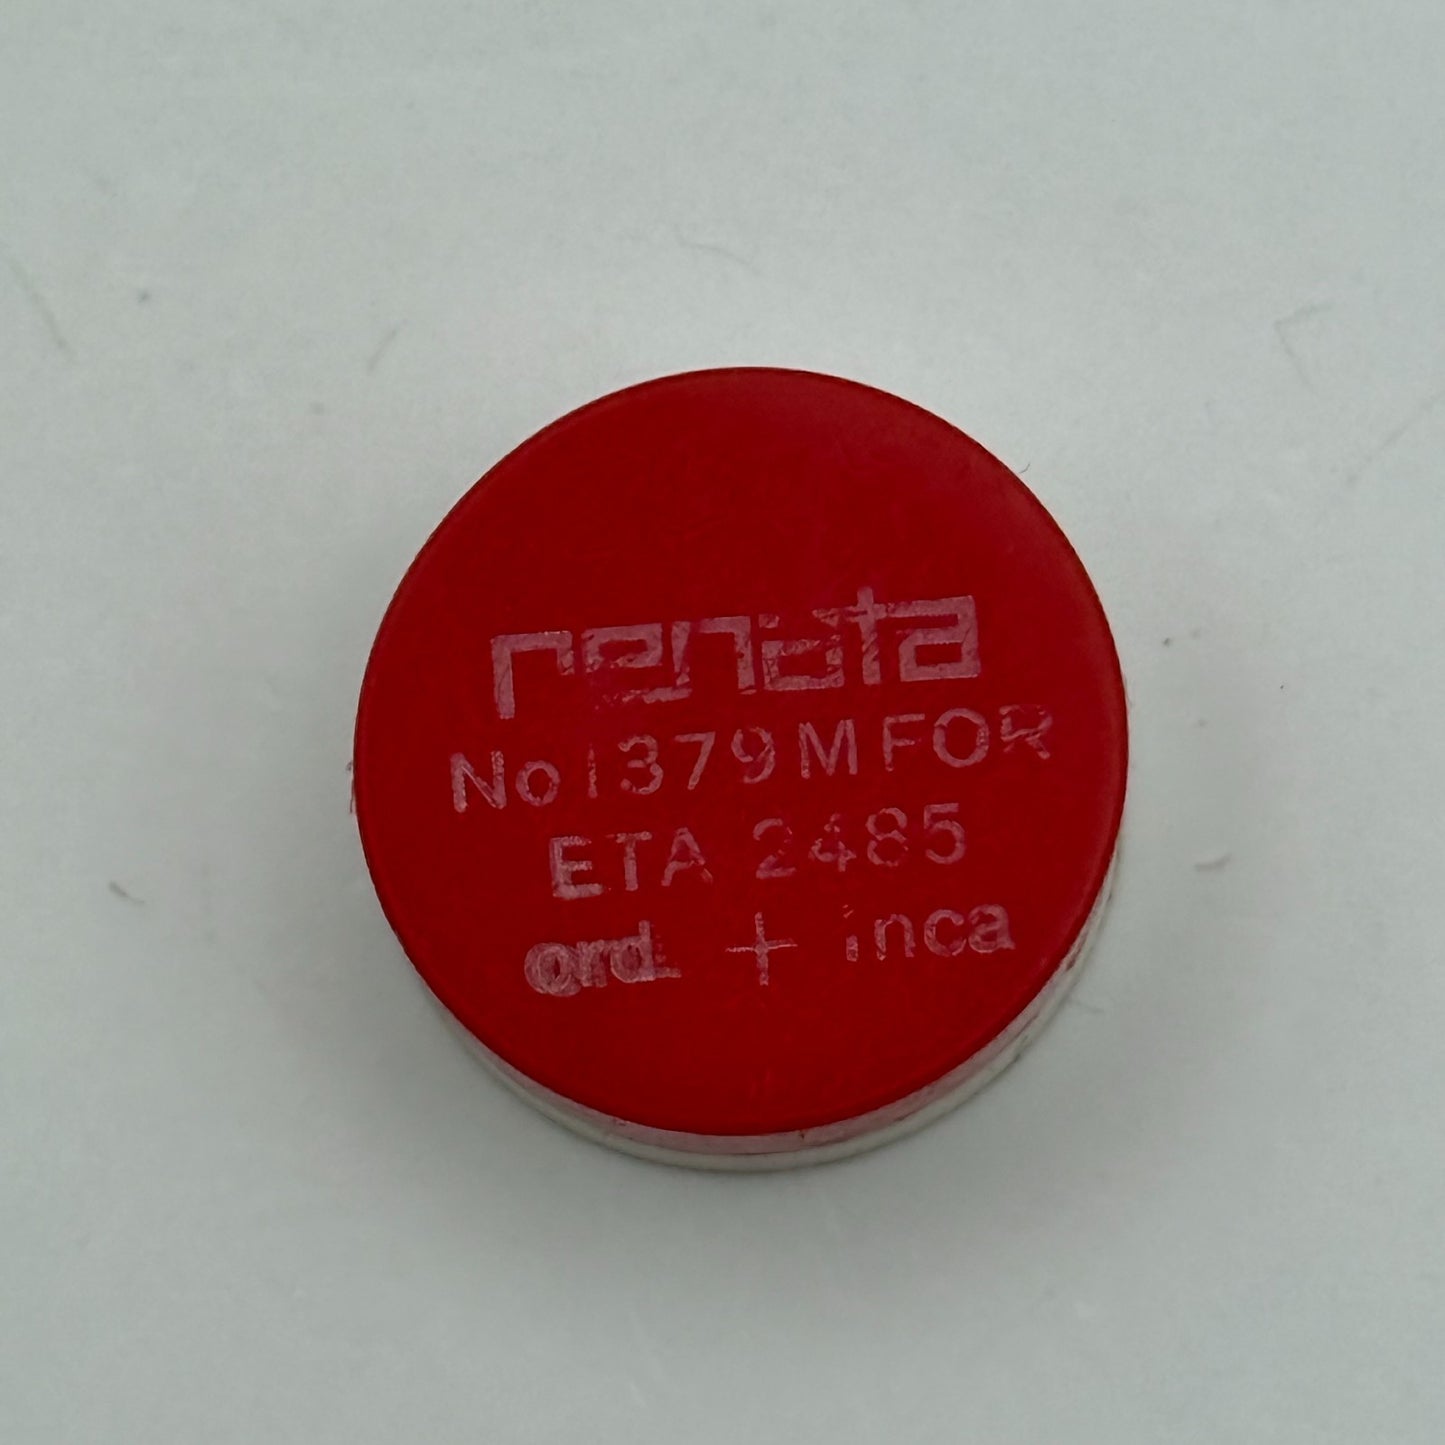 renata
No 1379 M FOR
ETA 2485
ord. + inca